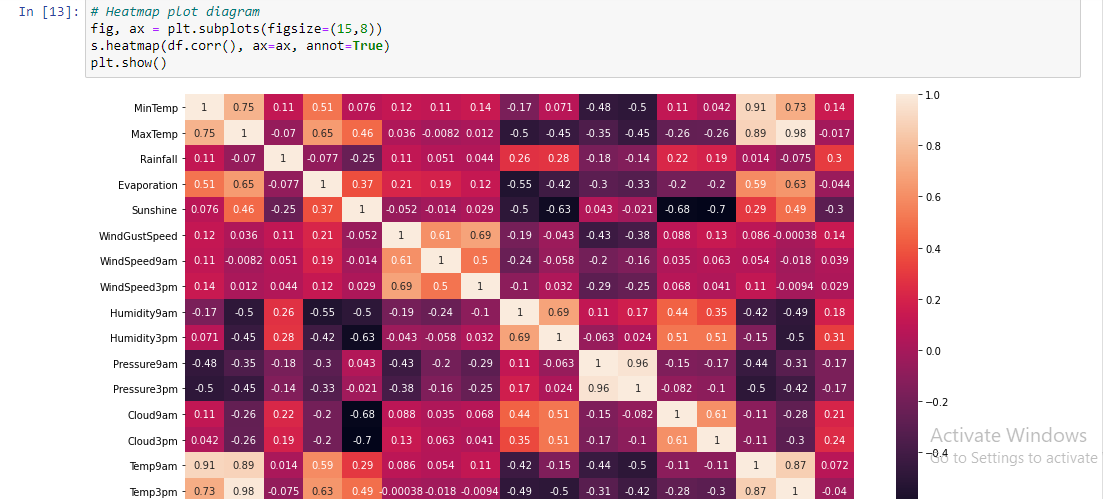 In [13]: # Heatmap plot diagram
fig, ax = plt.subplots(figsize=(15,8))
s.heatmap(df.corr(), ax=ax, annot=True)
plt.show()
MinTemp 1 0.75 0.11 0.51 0.076 0.12 0.11 0.14 -0.17 0.071 -0.48 -0.5 0.11 0.042 0.91 0.73 0.14
MaxTemp 0.75 1 -0.07 0.65 0.46 0.036 -0.0082 0.012 -0.5 -0.45 -0.35 -0.45 -0.26 -0.26 0.89 0.98 -0.017
Rainfall 0.11 -0.07 1 -0.077 -0.25 0.11 0.051 0.044 0.26 0.28 -0.18 -0.14 0.22 0.19 0.014 -0.075 0.3
Evaporation 0.51 0.65 -0.077 1 0.37 0.21 0.19 0.12 -0.55 -0.42 -0.3 -0.33 -0.2 -0.2 0.59 0.63 -0.044
Sunshine 0.076 0.46 -0.25 0.37 1 -0.052 -0.014 0.029 -0.5 -0.63 0.043 -0.021 -0.68 -0.7 0.29 0.49 -0.3
WindGustSpeed 0.12 0.036 0.11 0.21 -0.052 1 0.61 0.69 -0.19 -0.043 -0.43 -0.38 0.088 0.13 0.086 -0.00038 0.14
WindSpeed9am 0.11 -0.0082 0.051 0.19 -0.014 0.61 1 0.5 -0.24 -0.058 -0.2 -0.16 0.035 0.063 0.054 -0.018 0.039
WindSpeed3pm 0.14 0.012 0.044 0.12 0.029 0.69 0.5 1 -0.1 0.032 -0.29 -0.25 0.068 0.041 0.11 -0.0094 0.029
Humidity9am -0.17 -0.5 0.26 -0.55 -0.5 -0.19 -0.24 -0.1 1 0.69 0.11 0.17 0.44 0.35 -0.42 -0.49 0.18
Humidity3pm 0.071 -0.45 0.28 -0.42 -0.63 -0.043 -0.058 0.032 0.69 1 -0.063 0.024 0.51 0.51 -0.15 -0.5 0.31
Pressure9am -0.48 -0.35 -0.18 -0.3 0.043 -0.43 -0.2 -0.29 0.11 -0.063 1 0.96 -0.15 -0.17 -0.44 -0.31 -0.17
Pressure3pm -0.5 -0.45 -0.14 -0.33 -0.021 -0.38 -0.16 -0.25 0.17 0.024 0.96 1 -0.082 -0.1 -0.5 -0.42 -0.17
Cloud9am 0.11 -0.26 0.22 -0.2 -0.68 0.088 0.035 0.068 0.44 0.51 -0.15 -0.082 1 0.61 -0.11 -0.28 0.21
Cloud3pm 0.042 -0.26 0.19 -0.2 -0.7 0.13 0.063 0.041 0.35 0.51 -0.17 -0.1 0.61 1 -0.11 -0.3 0.24
Temp9am 0.91 0.89 0.014 0.59 0.29 0.086 0.054 0.11 -0.42 -0.15 -0.44 -0.5 -0.11 -0.11 1 0.87 0.072
Temp3pm 0.73 0.98 -0.075 0.63 0.49 -0.00038 -0.018 -0.0094 -0.49 -0.5 -0.31 -0.42 -0.28 -0.3 0.87 1 -0.04
1.0
0.8
0.6
0.4
0.2
0.0
−0.2
−0.4
Activate Windows
Go to Settings to activate